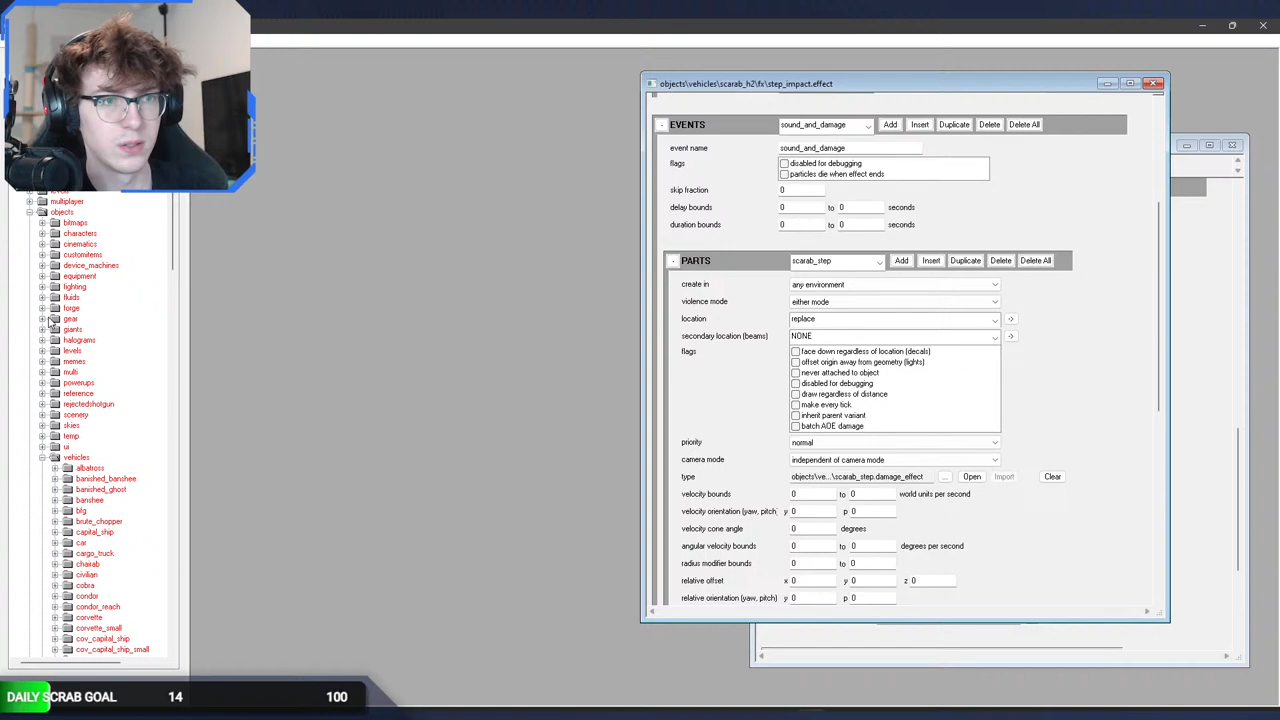 levels
multiplayer
objects
bitmaps
characters
cinematics
customitems
device_machines
equipment
fighting
fluids
forge
gear
giants
halograms
levels
memes
multi
powerups
reference
rejectedshotgun
scenery
skies
temp
ui
vehicles
albatross
banished_banshee
banished_ghost
banshee
bfg
brute_chopper
capital_ship
car
cargo_truck
chairab
civilian
cobra
condor
condor_reach
corvette
corvette_small
cov_capital_ship
cov_capital_ship_small
objects\vehicles\scarab_h2\fx\step_impact.effect
- EVENTS sound_and_damage Add Insert Duplicate Delete Delete All
event name sound_and_damage
flags disabled for debugging
particles die when effect ends
skip fraction 0
delay bounds 0 to 0 seconds
duration bounds 0 to 0 seconds
- PARTS scarab_step Add Insert Duplicate Delete Delete All
create in any environment
violence mode either mode
location replace ->
secondary location (beams) NONE ->
flags face down regardless of location (decals)
offset origin away from geometry (lights)
never attached to object
disabled for debugging
draw regardless of distance
make every tick
inherit parent variant
batch AOE damage
priority normal
camera mode independent of camera mode
type objects\ve...\scarab_step.damage_effect ... Open Import Clear
velocity bounds 0 to 0 world units per second
velocity orientation (yaw, pitch) y 0 p 0
velocity cone angle 0 degrees
angular velocity bounds 0 to 0 degrees per second
radius modifier bounds 0 to 0
relative offset x 0 y 0 z 0
relative orientation (yaw, pitch) y 0 p 0
DAILY SCRAB GOAL 14 100